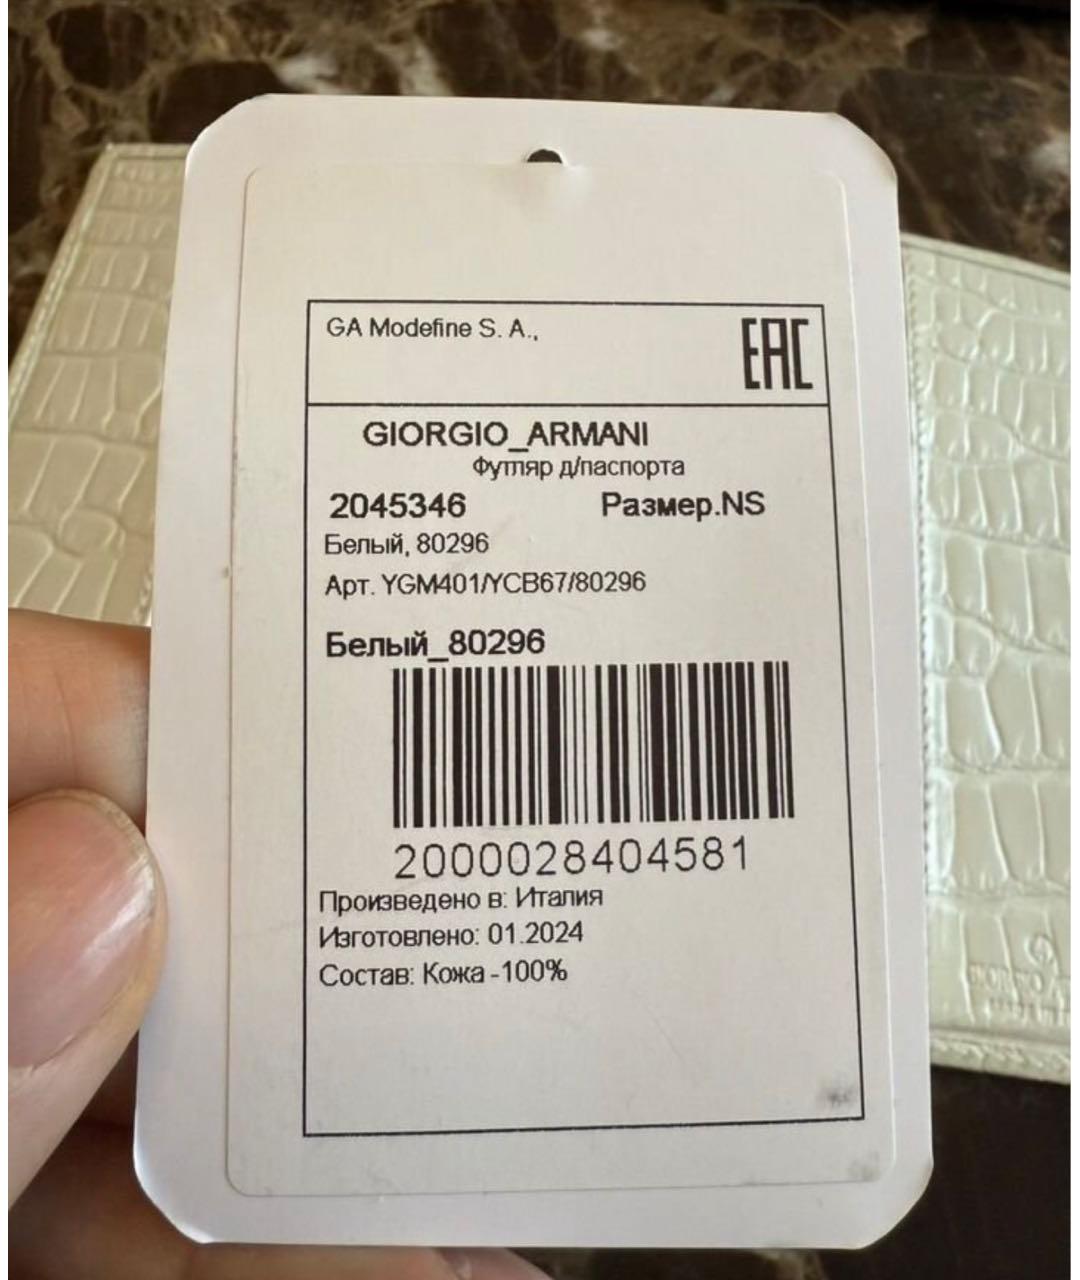 GA Modefine S. A.,
EAC
GIORGIO_ARMANI
Футляр д/паспорта
2045346 Размер.NS
Белый, 80296
Арт. YGM401/YCB67/80296
Белый_80296
2000028404581
Произведено в: Италия
Изготовлено: 01.2024
Состав: Кожа -100%